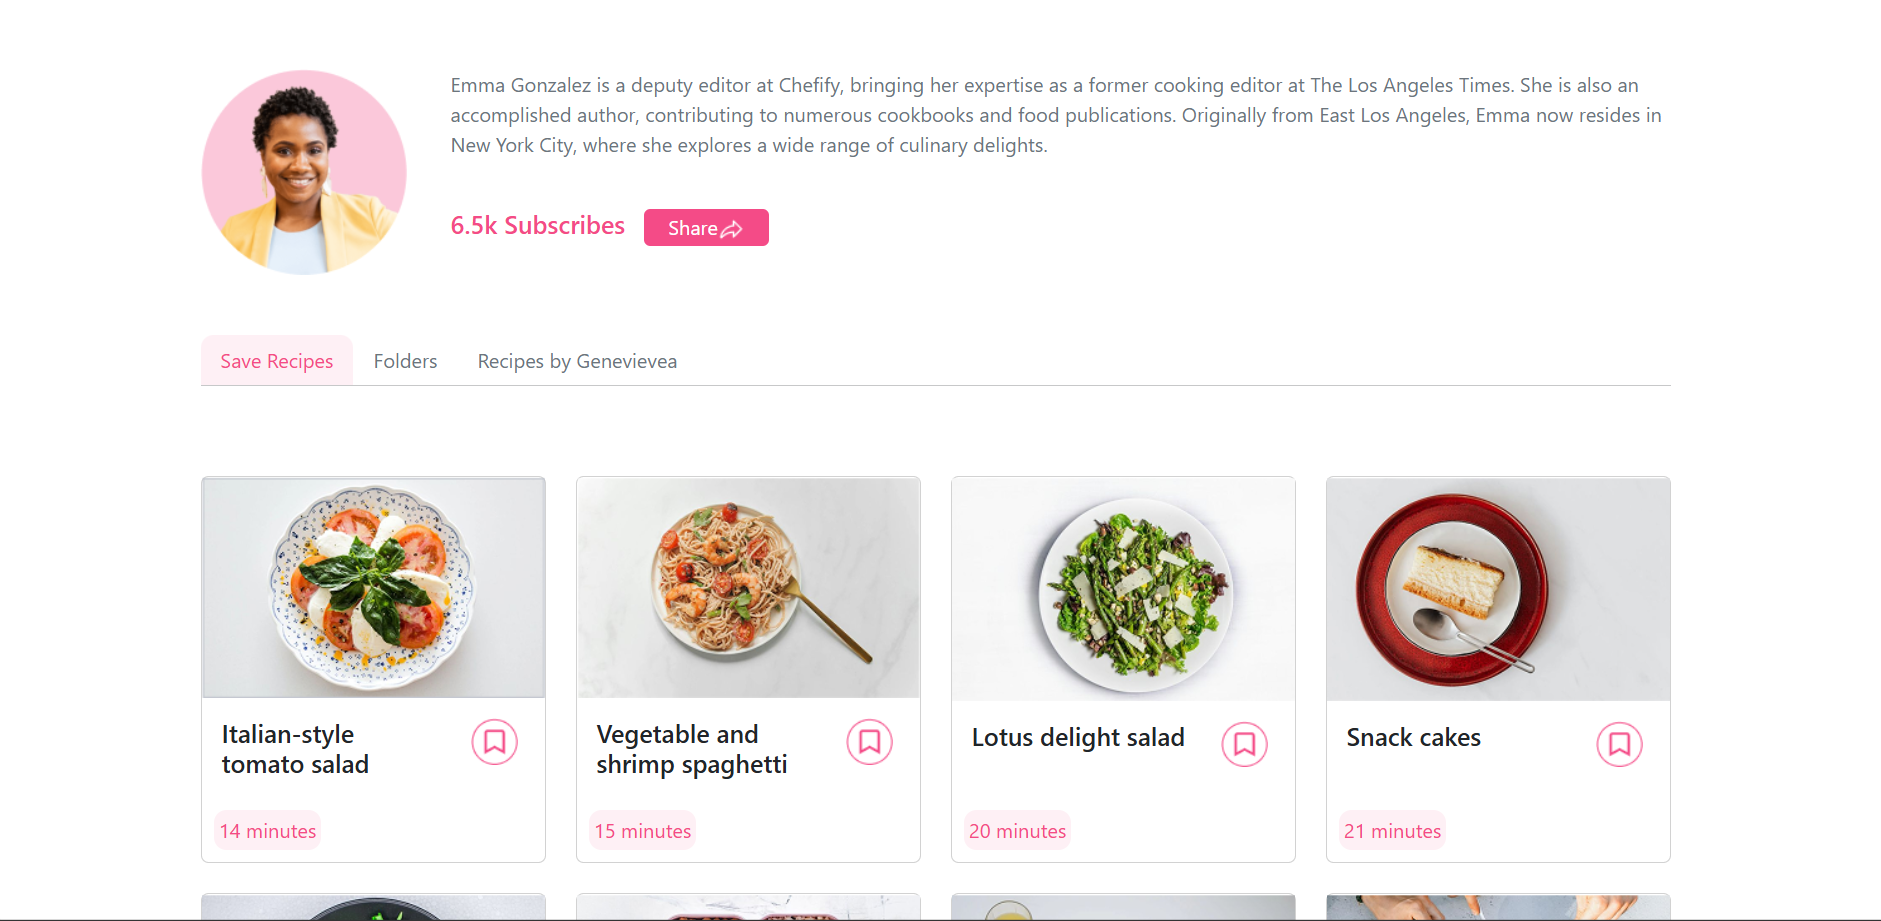 Emma Gonzalez is a deputy editor at Chefify, bringing her expertise as a former cooking editor at The Los Angeles Times. She is also an
accomplished author, contributing to numerous cookbooks and food publications. Originally from East Los Angeles, Emma now resides in
New York City, where she explores a wide range of culinary delights.
6.5k Subscribes
Share
Save Recipes
Folders
Recipes by Genevievea
Italian-style
tomato salad
14 minutes
Vegetable and
shrimp spaghetti
15 minutes
Lotus delight salad
20 minutes
Snack cakes
21 minutes